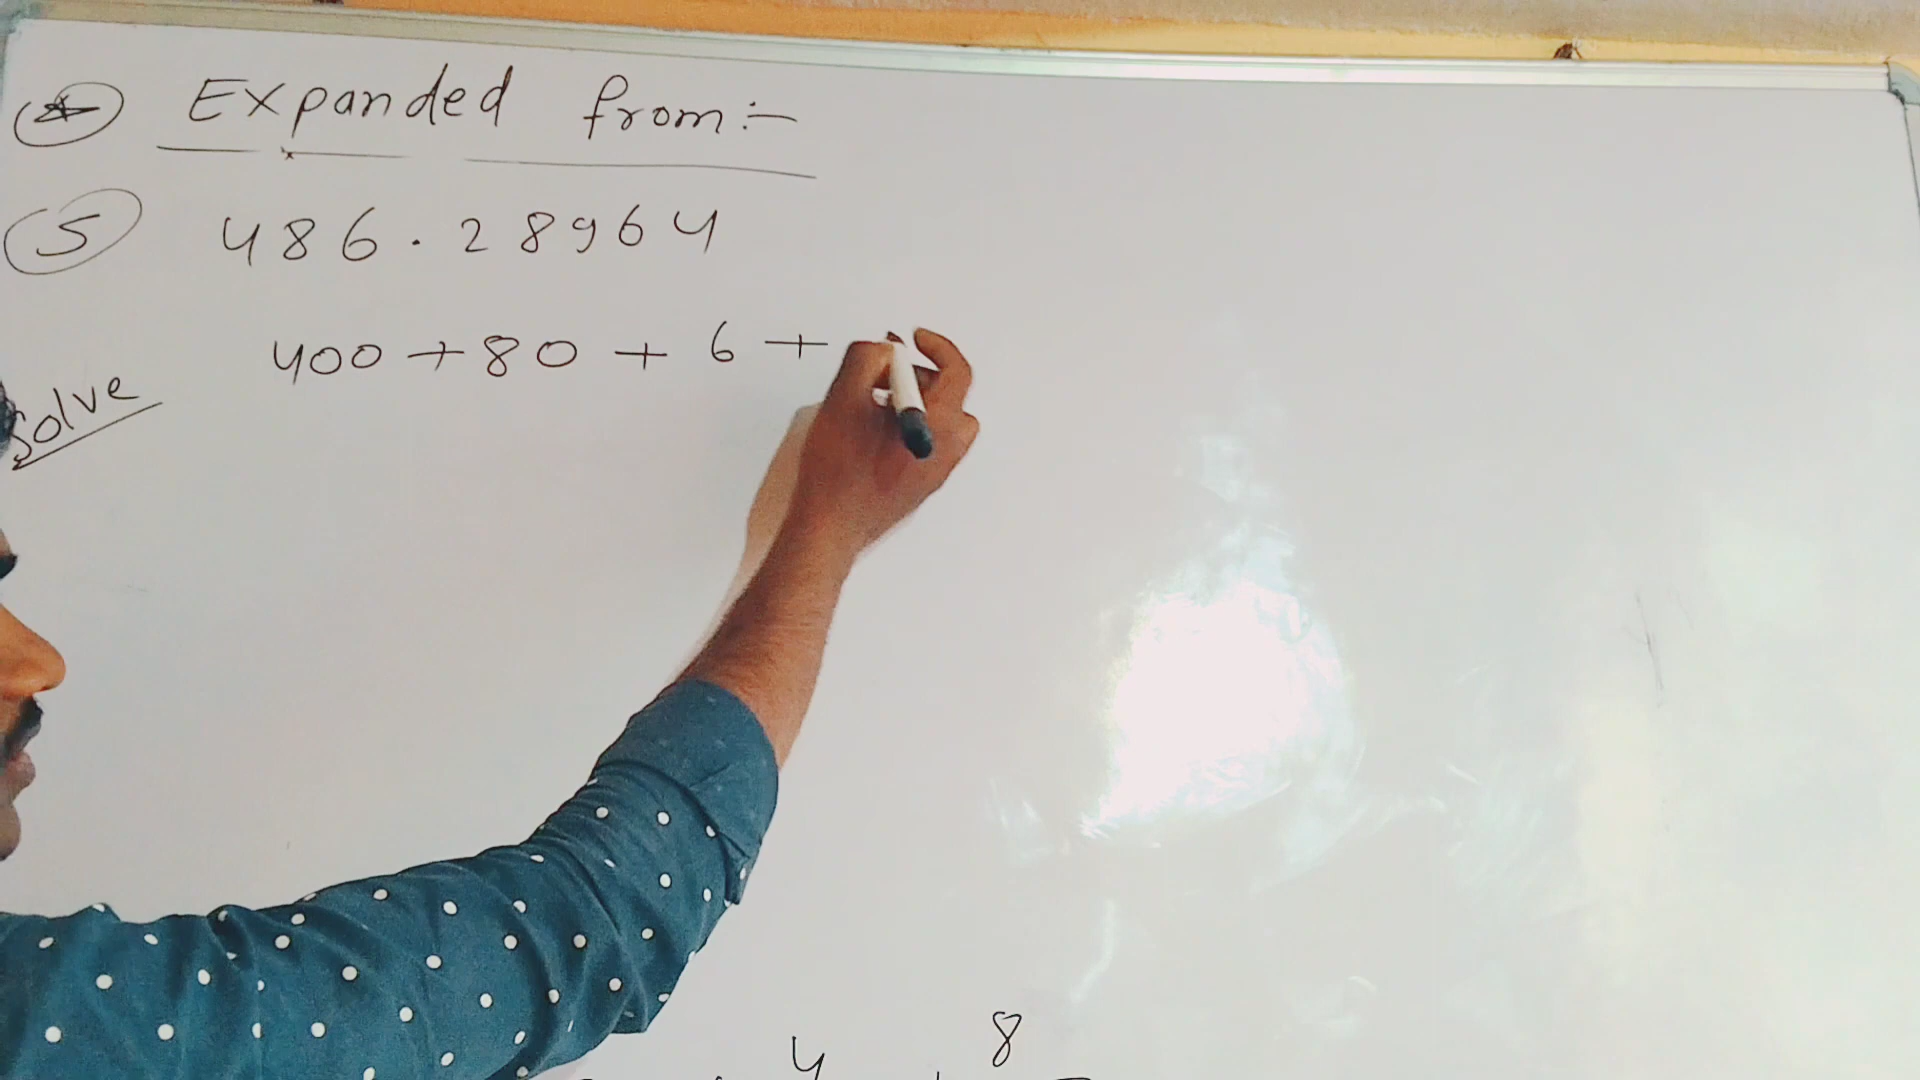 Expanded from:-
5 486.28964
400 + 80 + 6 +
Solve
4 8